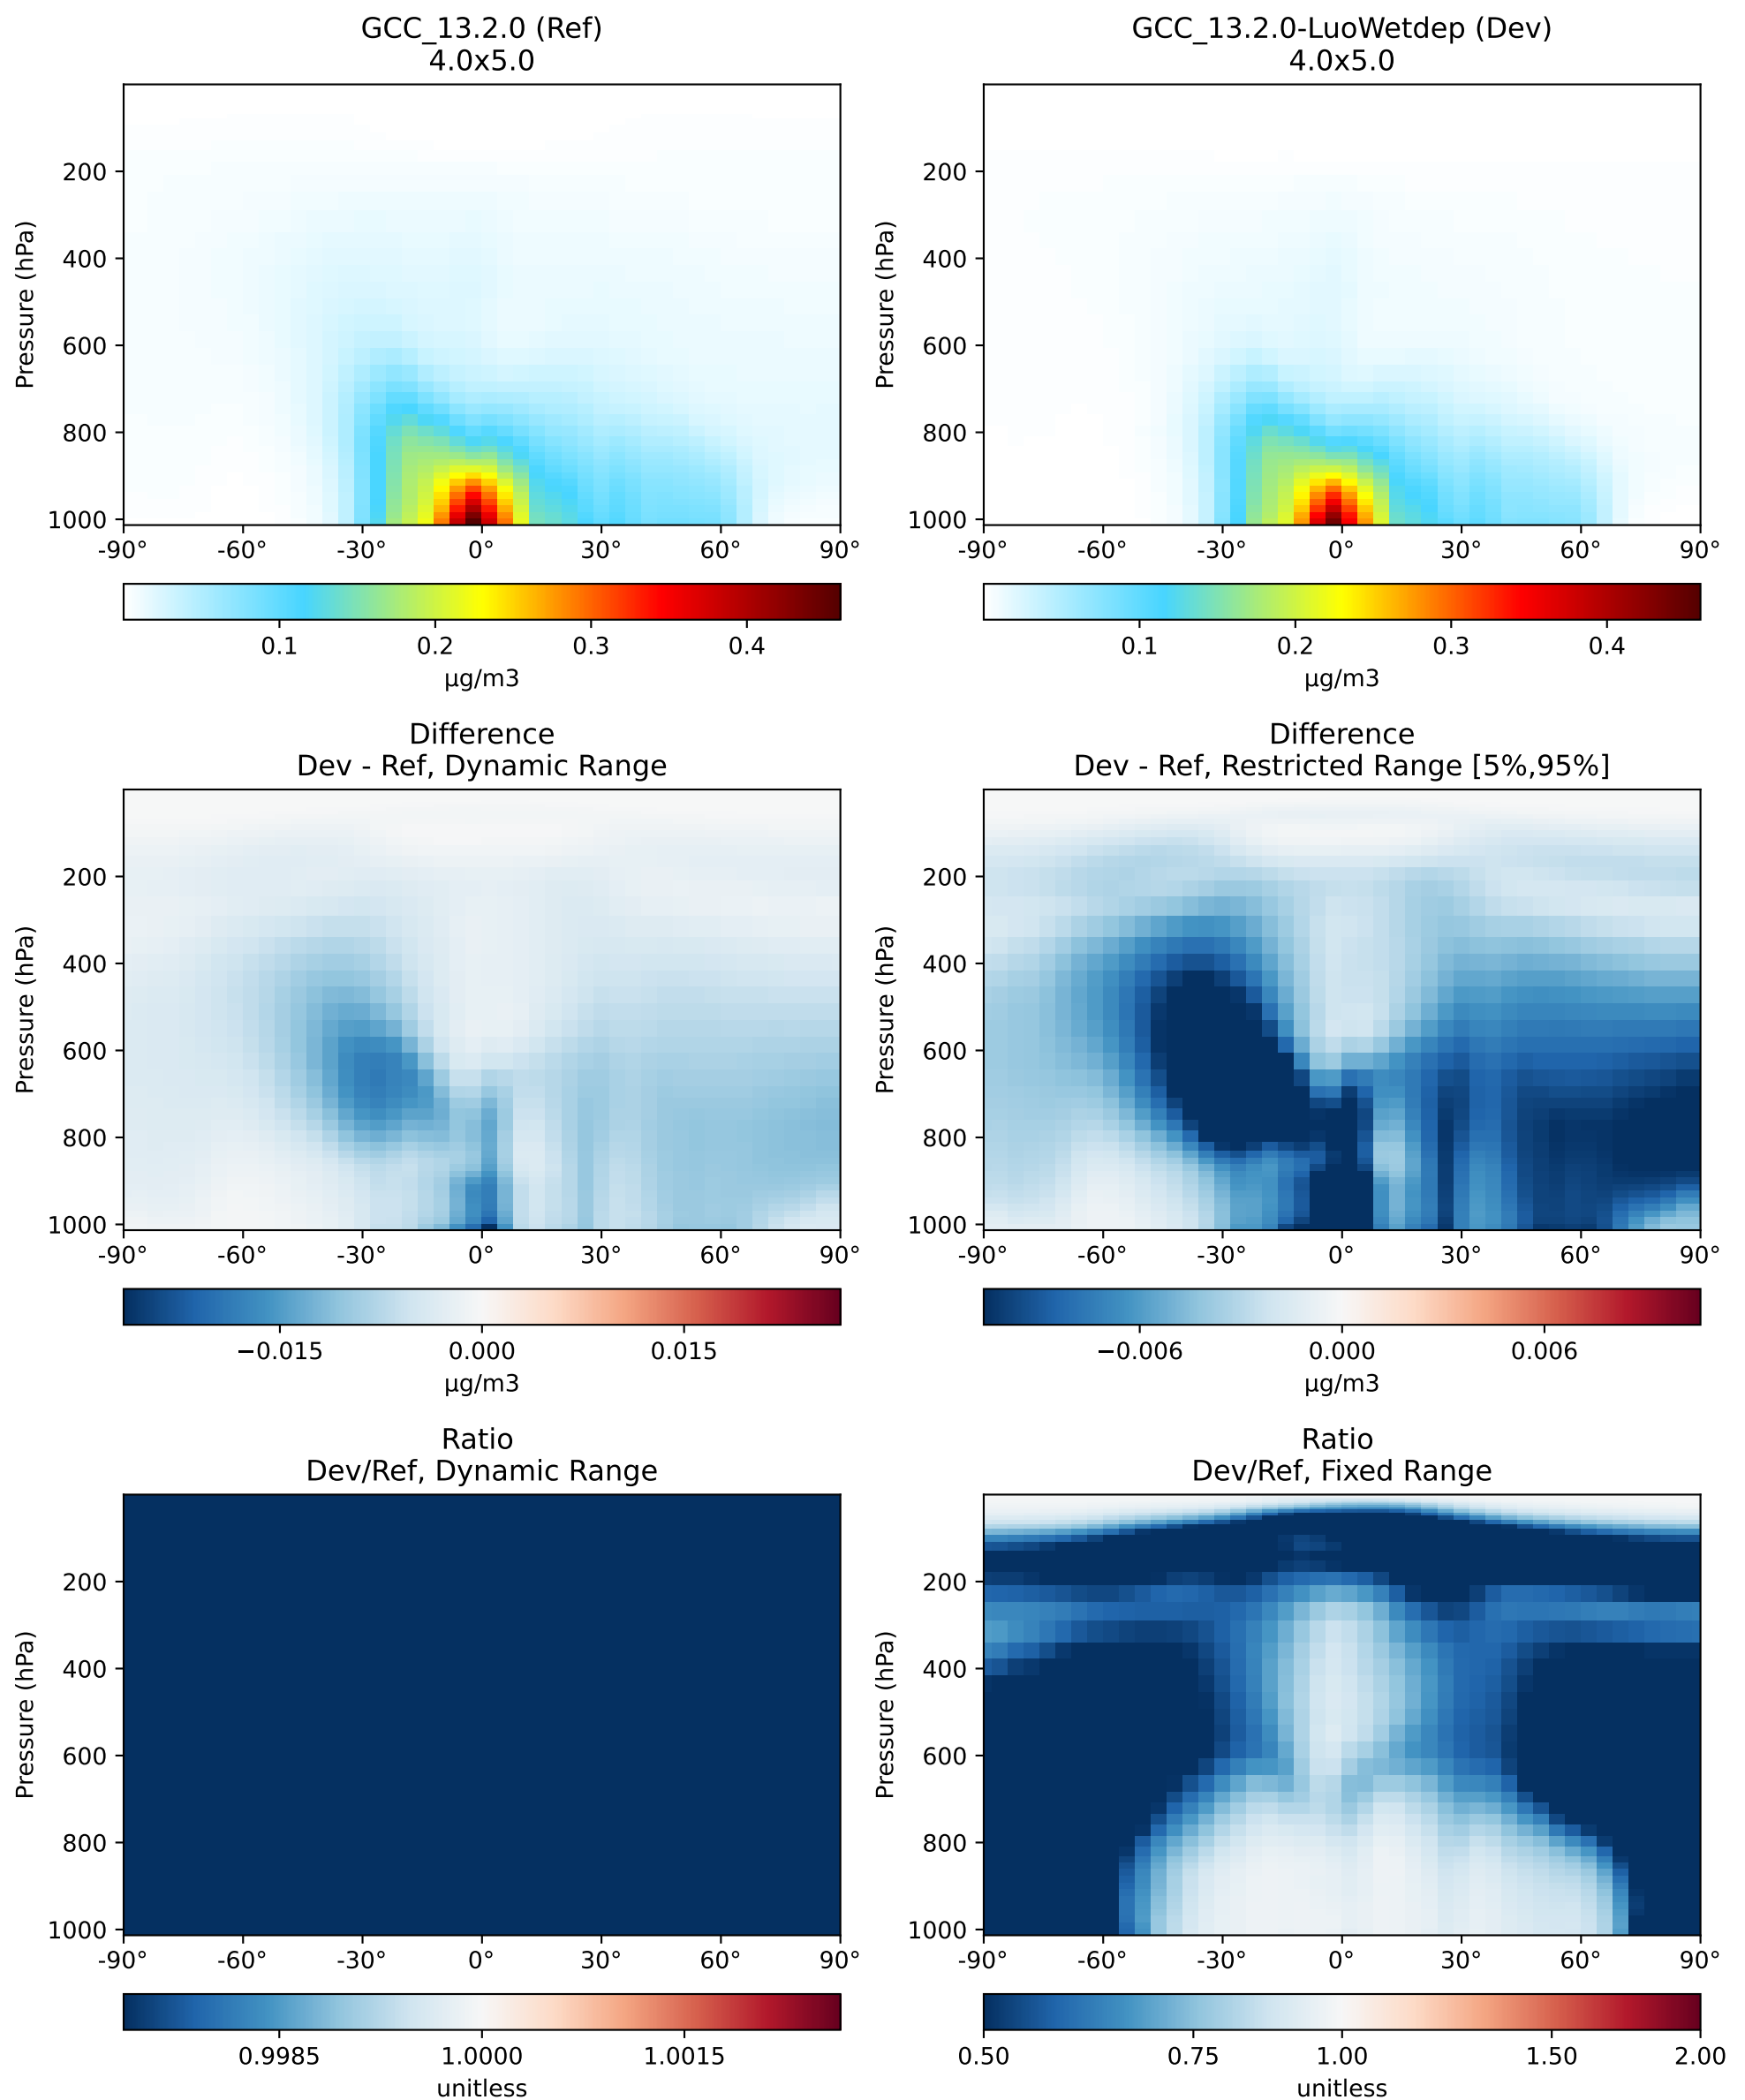 GCC_13.2.0 (Ref)
4.0x5.0
GCC_13.2.0-LuoWetdep (Dev)
4.0x5.0
Pressure (hPa)
200
400
600
800
1000
-90° -60° -30° 0° 30° 60° 90°
0.1 0.2 0.3 0.4
µg/m3
Pressure (hPa)
200
400
600
800
1000
-90° -60° -30° 0° 30° 60° 90°
0.1 0.2 0.3 0.4
µg/m3
Difference
Dev - Ref, Dynamic Range
Pressure (hPa)
200
400
600
800
1000
-90° -60° -30° 0° 30° 60° 90°
−0.015 0.000 0.015
µg/m3
Difference
Dev - Ref, Restricted Range [5%,95%]
Pressure (hPa)
200
400
600
800
1000
-90° -60° -30° 0° 30° 60° 90°
−0.006 0.000 0.006
µg/m3
Ratio
Dev/Ref, Dynamic Range
Pressure (hPa)
200
400
600
800
1000
-90° -60° -30° 0° 30° 60° 90°
0.9985 1.0000 1.0015
unitless
Ratio
Dev/Ref, Fixed Range
Pressure (hPa)
200
400
600
800
1000
-90° -60° -30° 0° 30° 60° 90°
0.50 0.75 1.00 1.50 2.00
unitless